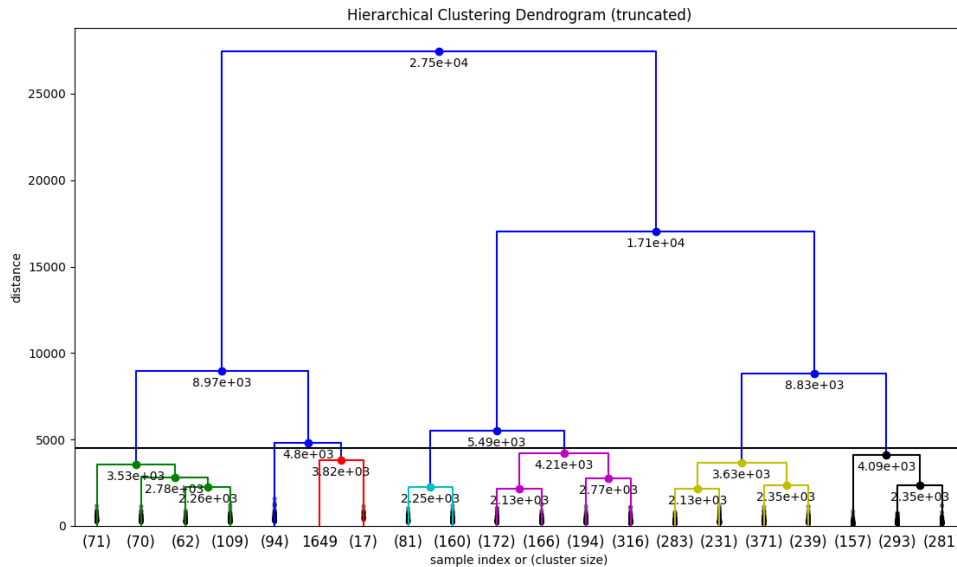 Hierarchical Clustering Dendrogram (truncated)
2.75e+04
25000
20000
1.71e+04
15000
distance
10000
8.97e+03
8.83e+03
5.49e+03
5000
4.8e+03
4.21e+03
4.09e+03
3.82e+03
3.53e+03
3.63e+03
2.78e+03
2.77e+03
2.26e+03
2.25e+03
2.13e+03
2.13e+03
2.35e+03
2.35e+03
0
(71) (70) (62) (109) (94) 1649 (17) (81) (160) (172) (166) (194) (316) (283) (231) (371) (239) (157) (293) (281)
sample index or (cluster size)